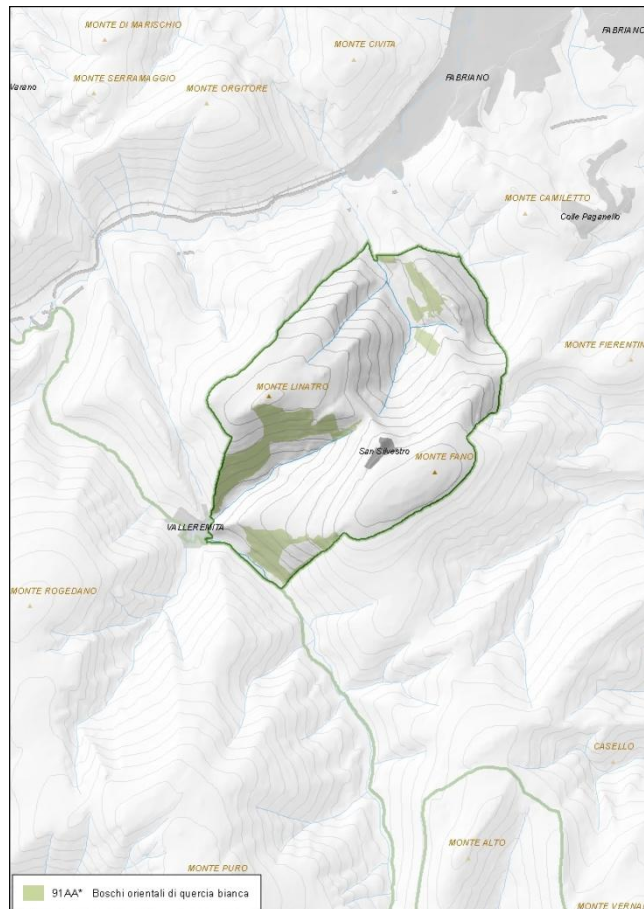 FABRIANO
MONTE DI MARISCHIO
MONTE CIVITA
MONTE SERRAMAGGIO
FABRIANO
Varano
MONTE ORGITORE
MONTE CAMILETTO
Colle Paganello
MONTE FIERENTIN
MONTE LINATRO
San Silvestro
MONTE FANO
VALLEREMITA
MONTE ROGEDANO
CASELLO
MONTE ALTO
MONTE PURO
91AA* Boschi orientali di quercia bianca
MONTE VERNA